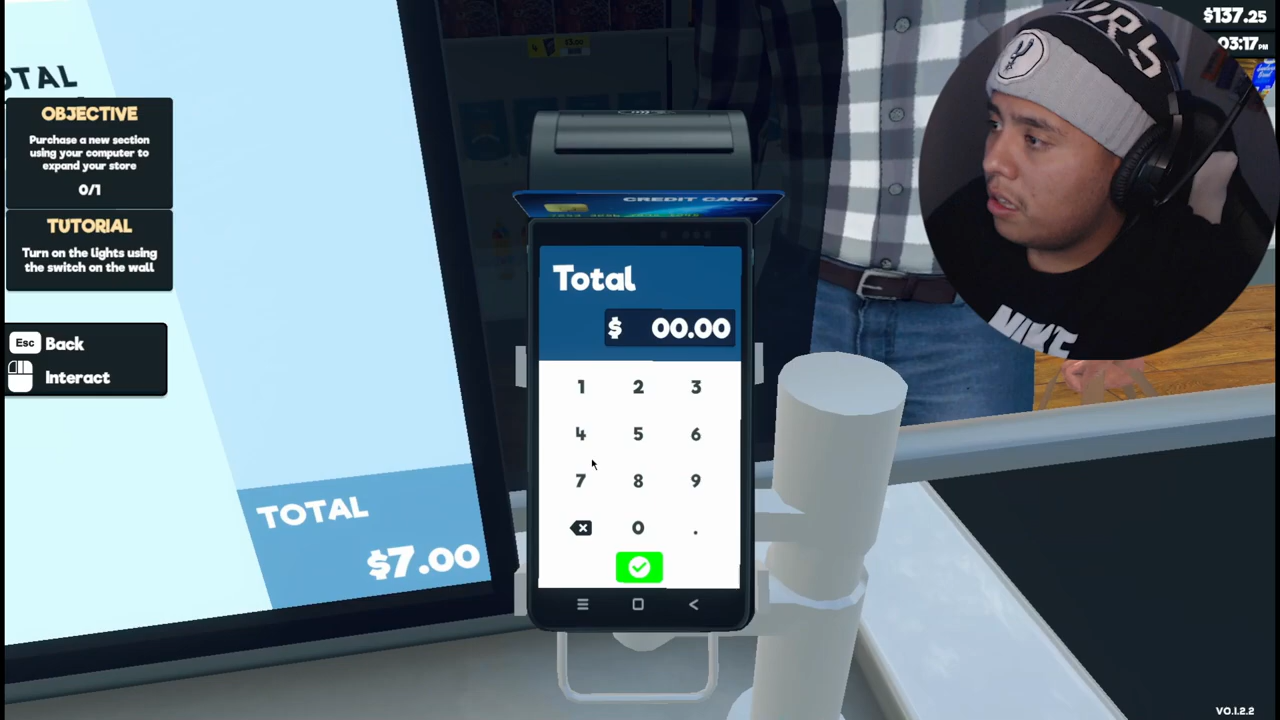 $137.25
03:17PM
OTAL
OBJECTIVE
Purchase a new section
using your computer to
expand your store
0/1
TUTORIAL
Turn on the lights using
the switch on the wall
Esc Back
Interact
CREDIT CARD
Total
$ 00.00
1 2 3
4 5 6
7 8 9
0 .
TOTAL
$7.00
NIKE
V0.1.2.2